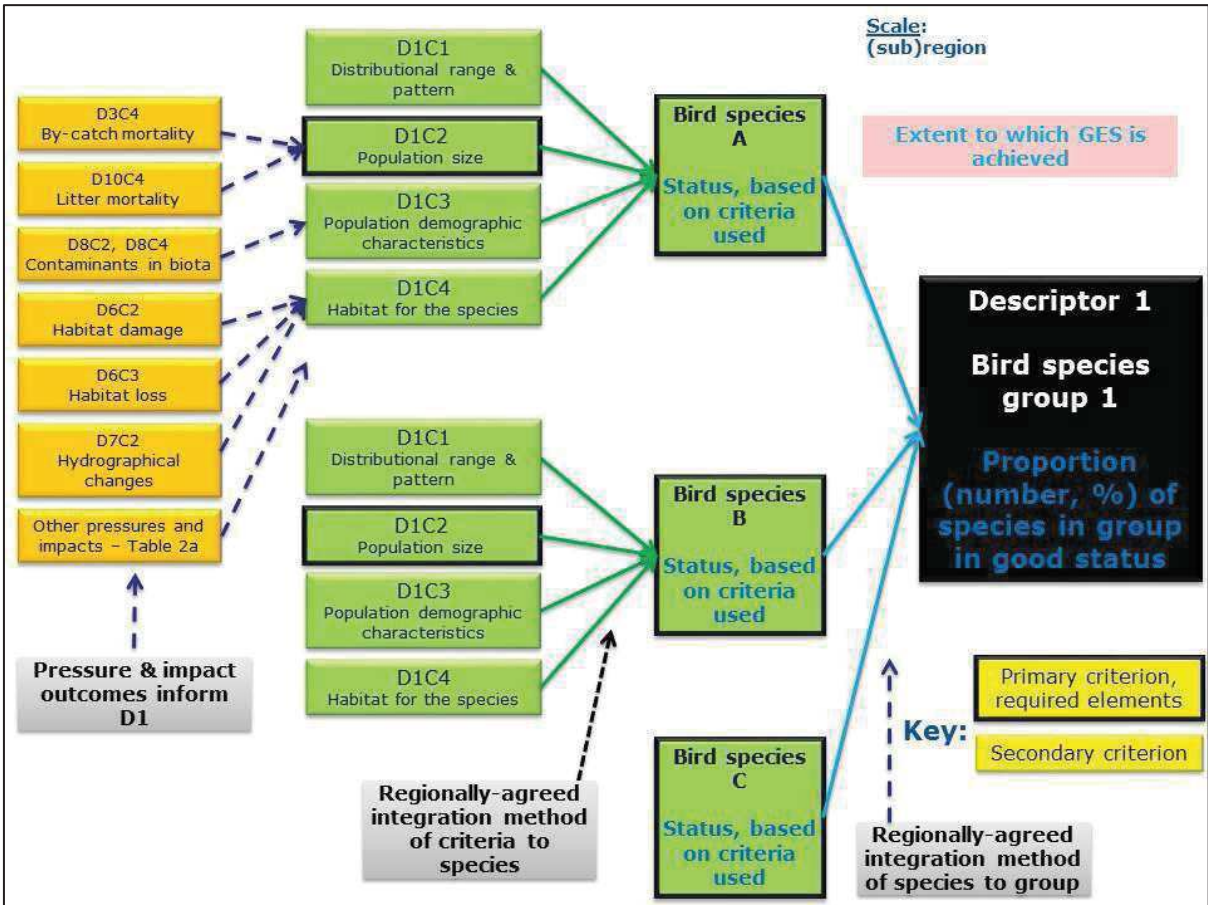 Scale:
(sub)region
Extent to which GES is
achieved
D3C4
By-catch mortality
D10C4
Litter mortality
D8C2, D8C4
Contaminants in biota
D6C2
Habitat damage
D6C3
Habitat loss
D7C2
Hydrographical
changes
Other pressures and
impacts – Table 2a
Pressure & impact
outcomes inform
D1
D1C1
Distributional range &
pattern
D1C2
Population size
D1C3
Population demographic
characteristics
D1C4
Habitat for the species
D1C1
Distributional range &
pattern
D1C2
Population size
D1C3
Population demographic
characteristics
D1C4
Habitat for the species
Regionally-agreed
integration method
of criteria to
species
Bird species
A
Status, based
on criteria
used
Bird species
B
Status, based
on criteria
used
Bird species
C
Status, based
on criteria
used
Descriptor 1
Bird species
group 1
Proportion
(number, %) of
species in group
in good status
Key:
Primary criterion,
required elements
Secondary criterion
Regionally-agreed
integration method
of species to group